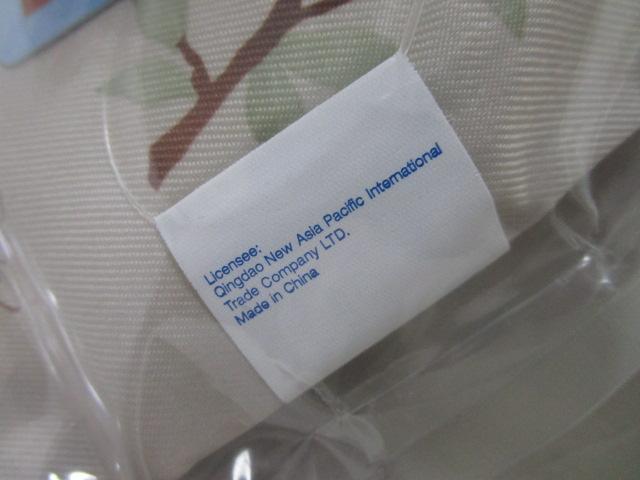 Licensee:
Qingdao New Asia Pacific International
Trade Company LTD.
Made in China